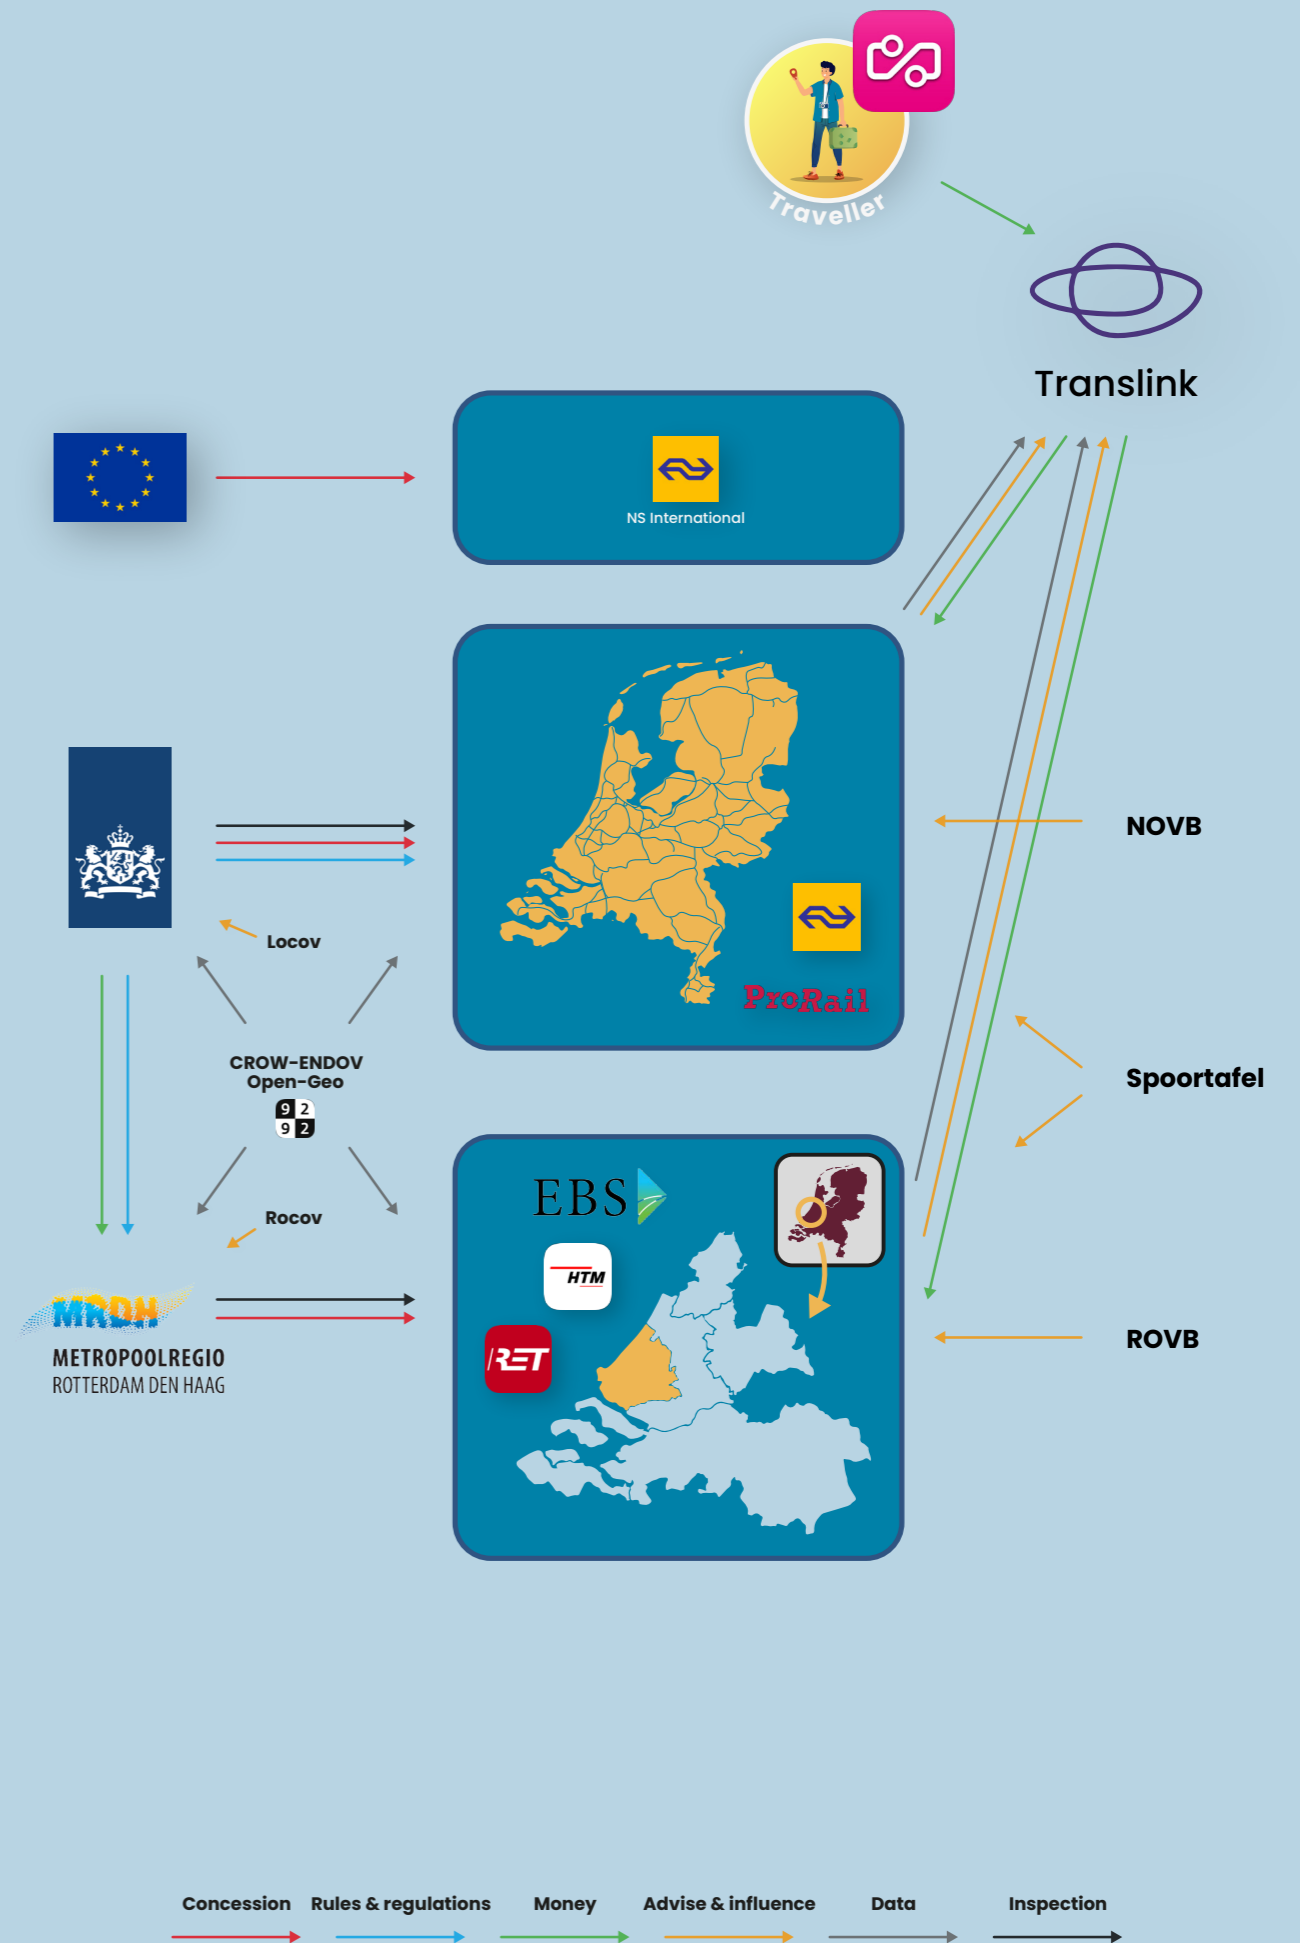 Traveller
Translink
NS International
NOVB
Locov
ProRail
CROW-ENDOV
Open-Geo
9 2
9 2
Spoortafel
EBS
Rocov
HTM
MRDH
RET
ROVB
METROPOOLREGIO
ROTTERDAM DEN HAAG
Concession
Rules & regulations
Money
Advise & influence
Data
Inspection